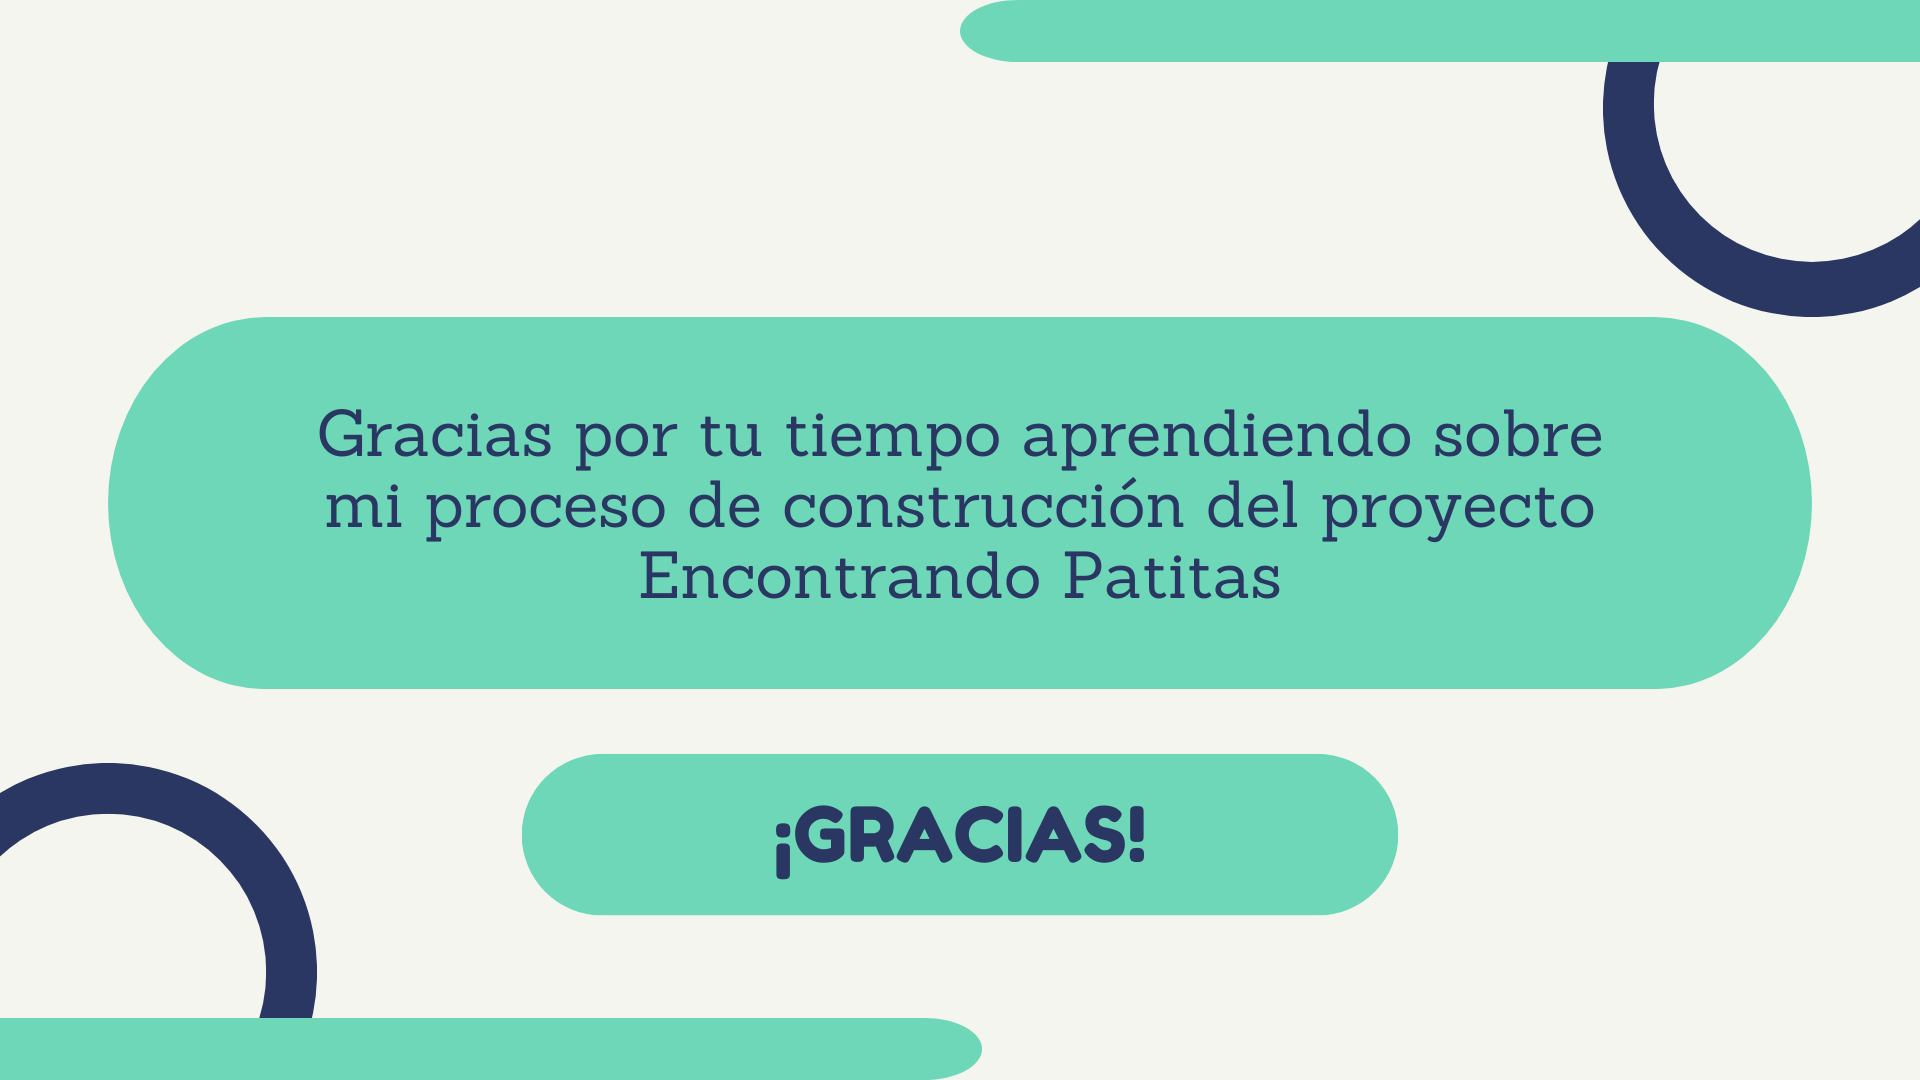 Gracias por tu tiempo aprendiendo sobre
mi proceso de construcción del proyecto
Encontrando Patitas
¡GRACIAS!